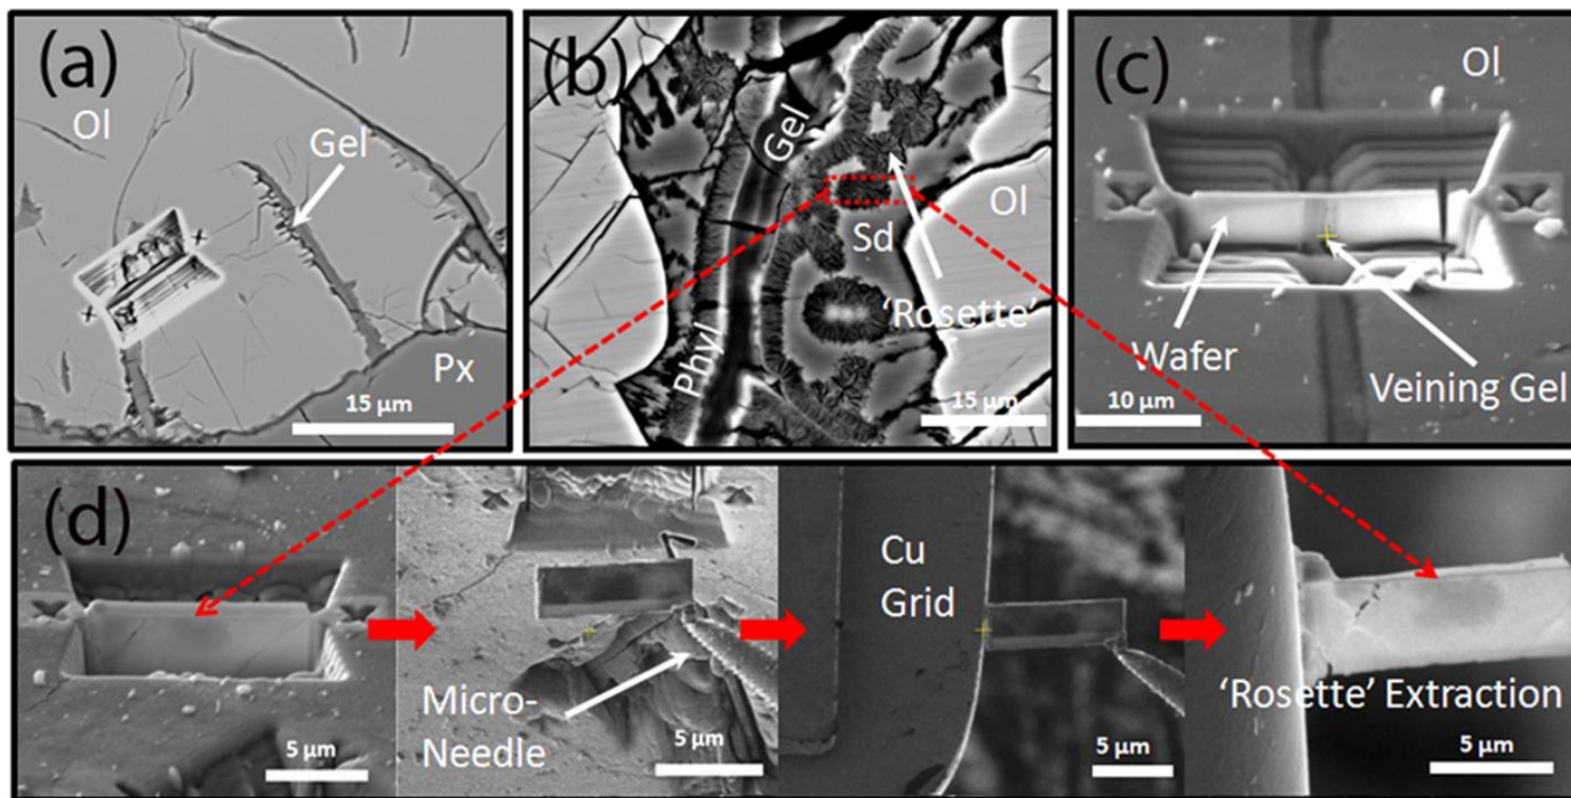 (a)
Ol
Gel
Px
15 µm
(b)
Gel
Ol
Sd
'Rosette'
Phyl
15 µm
(c)
Ol
Wafer
Veining Gel
10 µm
(d)
5 µm
Micro-
Needle
5 µm
Cu
Grid
5 µm
'Rosette' Extraction
5 µm